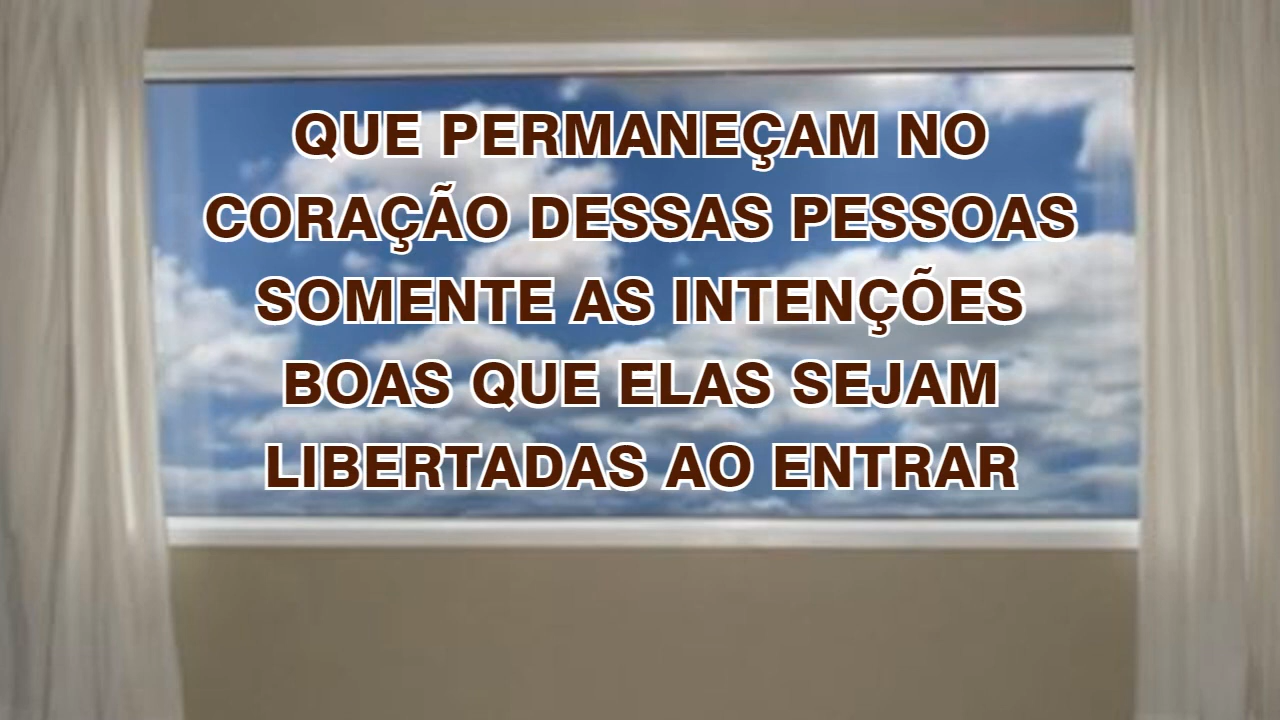 QUE PERMANEÇAM NO
CORAÇÃO DESSAS PESSOAS
SOMENTE AS INTENÇÕES
BOAS QUE ELAS SEJAM
LIBERTADAS AO ENTRAR